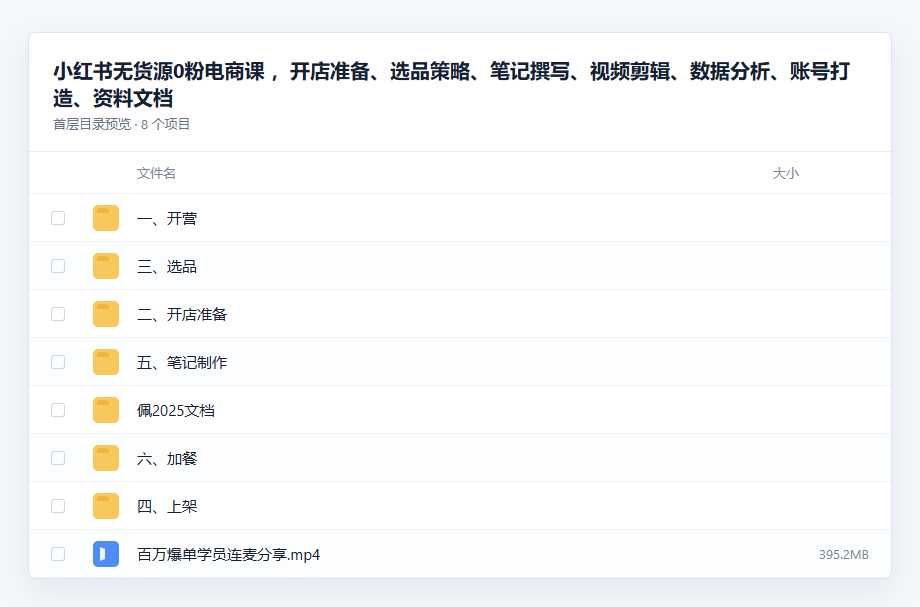 小红书无货源0粉电商课 ，开店准备、选品策略、笔记撰写、视频剪辑、数据分析、账号打
造、资料文档
首层目录预览 · 8 个项目
文件名 大小
一、开营
三、选品
二、开店准备
五、笔记制作
佩2025文档
六、加餐
四、上架
百万爆单学员连麦分享.mp4 395.2MB